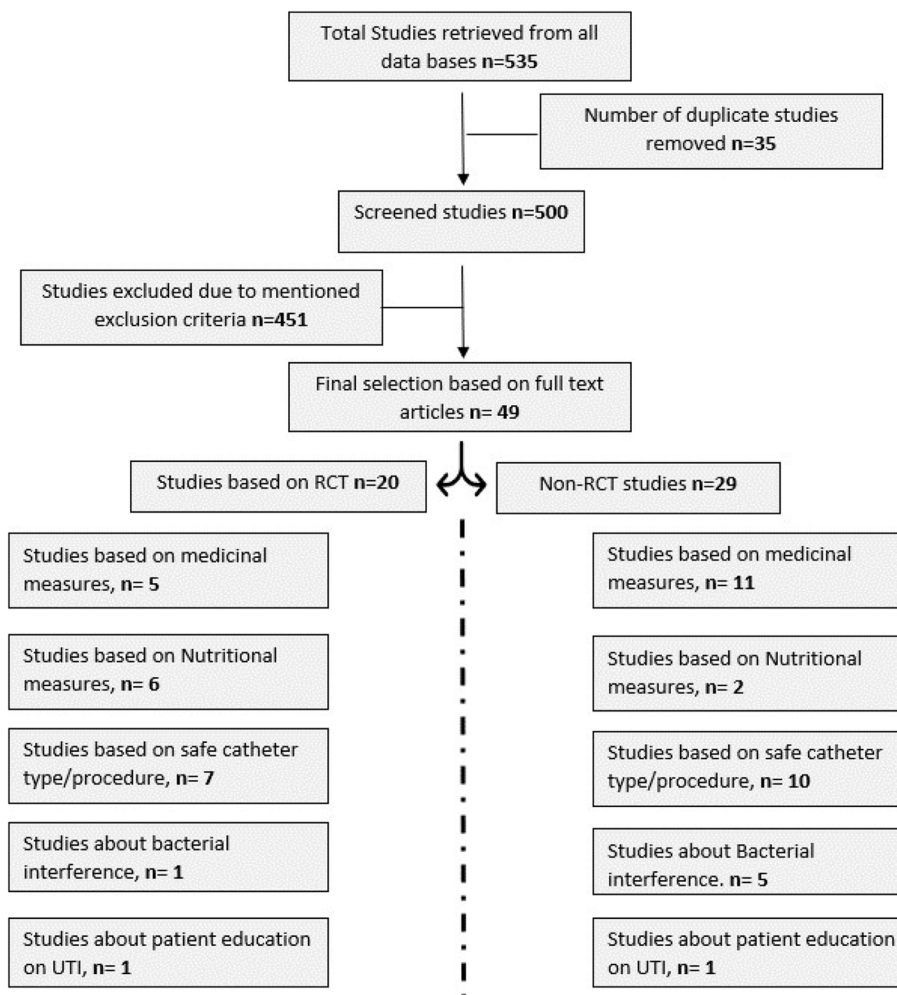 Total Studies retrieved from all
data bases n=535
Number of duplicate studies
removed n=35
Screened studies n=500
Studies excluded due to mentioned
exclusion criteria n=451
Final selection based on full text
articles n= 49
Studies based on RCT n=20
Non-RCT studies n=29
Studies based on medicinal
measures, n= 5
Studies based on medicinal
measures, n= 11
Studies based on Nutritional
measures, n= 6
Studies based on Nutritional
measures, n= 2
Studies based on safe catheter
type/procedure, n= 7
Studies based on safe catheter
type/procedure, n= 10
Studies about bacterial
interference, n= 1
Studies about Bacterial
interference. n= 5
Studies about patient education
on UTI, n= 1
Studies about patient education
on UTI, n= 1